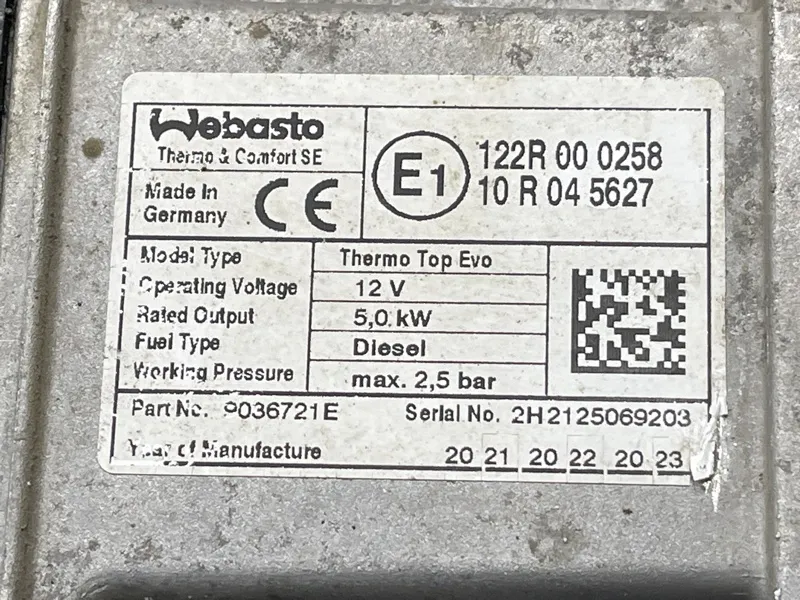 Webasto
Thermo & Comfort SE
Made In
Germany
CE
E1
122R 00 0258
10 R 04 5627
Model Type Thermo Top Evo
Operating Voltage 12 V
Rated Output 5,0 kW
Fuel Type Diesel
Working Pressure max. 2,5 bar
Part No. 9036721E Serial No. 2H2125069203
Year of Manufacture 20 21 20 22 20 23